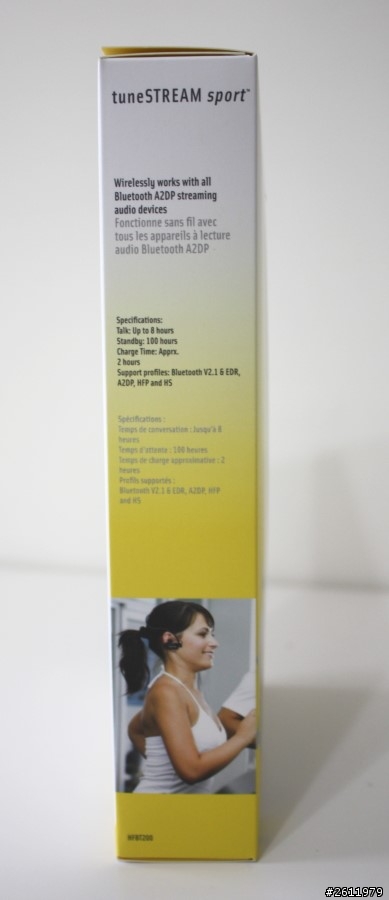 tuneSTREAM sport™
Wirelessly works with all
Bluetooth A2DP streaming
audio devices
Fonctionne sans fil avec
tous les appareils à lecture
audio Bluetooth A2DP
Specifications:
Talk: Up to 8 hours
Standby: 100 hours
Charge Time: Apprx.
2 hours
Support profiles: Bluetooth V2.1 & EDR,
A2DP, HFP and HS
Spécifications :
Temps de conversation : Jusqu'à 8
heures
Temps d'attente : 100 heures
Temps de charge approximative : 2
heures
Profils supportés :
Bluetooth V2.1 & EDR, A2DP, HFP
and HS
#2611979